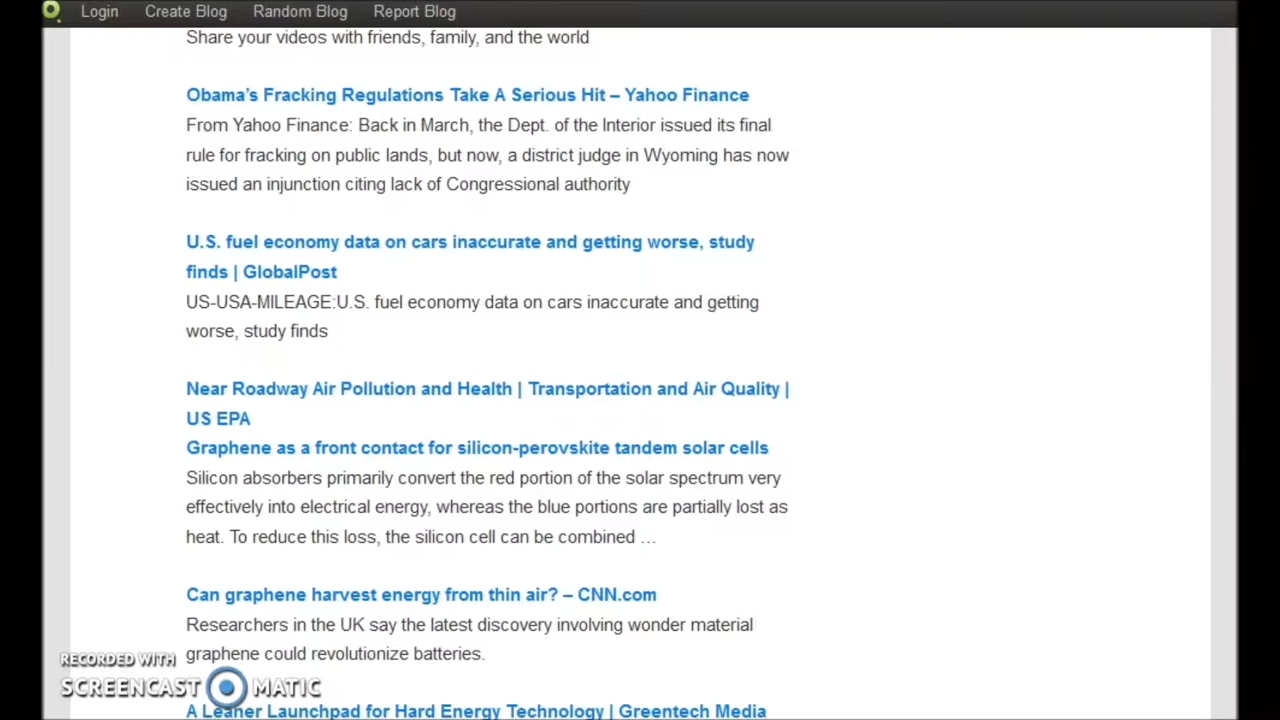 Login Create Blog Random Blog Report Blog
Share your videos with friends, family, and the world
Obama’s Fracking Regulations Take A Serious Hit – Yahoo Finance
From Yahoo Finance: Back in March, the Dept. of the Interior issued its final
rule for fracking on public lands, but now, a district judge in Wyoming has now
issued an injunction citing lack of Congressional authority
U.S. fuel economy data on cars inaccurate and getting worse, study
finds | GlobalPost
US-USA-MILEAGE:U.S. fuel economy data on cars inaccurate and getting
worse, study finds
Near Roadway Air Pollution and Health | Transportation and Air Quality |
US EPA
Graphene as a front contact for silicon-perovskite tandem solar cells
Silicon absorbers primarily convert the red portion of the solar spectrum very
effectively into electrical energy, whereas the blue portions are partially lost as
heat. To reduce this loss, the silicon cell can be combined …
Can graphene harvest energy from thin air? – CNN.com
Researchers in the UK say the latest discovery involving wonder material
graphene could revolutionize batteries.
RECORDED WITH
SCREENCAST MATIC
A Leaner Launchpad for Hard Energy Technology | Greentech Media